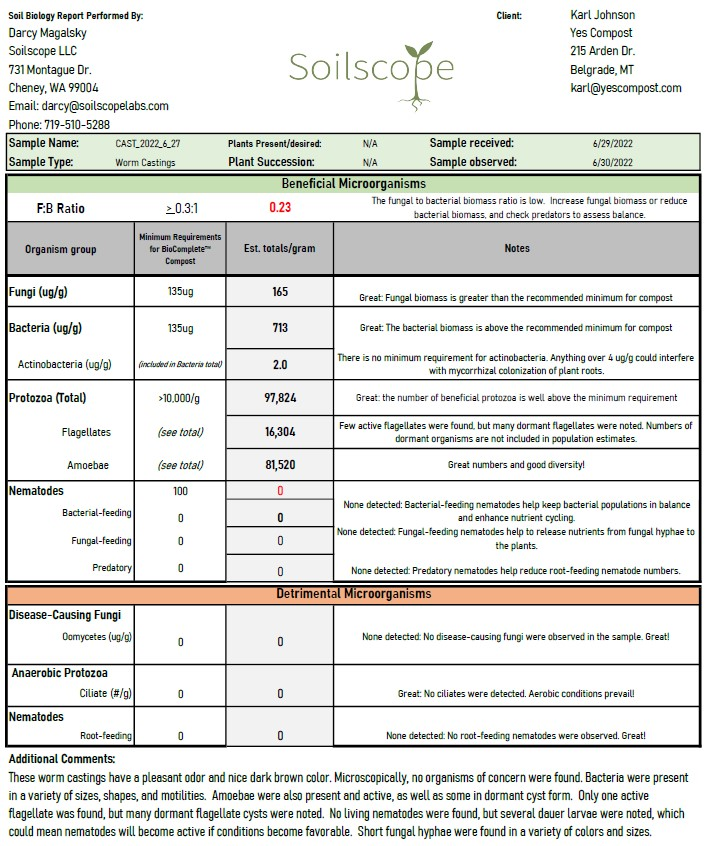 Soil Biology Report Performed By:
Darcy Magalsky
Soilscope LLC
731 Montague Dr.
Cheney, WA 99004
Email: darcy@soilscopelabs.com
Phone: 719-510-5288
Soilscope
Client: Karl Johnson
Yes Compost
215 Arden Dr.
Belgrade, MT
karl@yescompost.com
Sample Name: CAST_2022_6_27 Plants Present/desired: N/A Sample received: 6/29/2022
Sample Type: Worm Castings Plant Succession: N/A Sample observed: 6/30/2022
Beneficial Microorganisms
F:B Ratio ≥ 0.3:1 0.23 The fungal to bacterial biomass ratio is low. Increase fungal biomass or reduce
bacterial biomass, and check predators to assess balance.
Organism group Minimum Requirements
for BioComplete™
Compost Est. totals/gram Notes
Fungi (ug/g) 135ug 165 Great: Fungal biomass is greater than the recommended minimum for compost
Bacteria (ug/g) 135ug 713 Great: The bacterial biomass is above the recommended minimum for compost
Actinobacteria (ug/g) (included in Bacteria total) 2.0 There is no minimum requirement for actinobacteria. Anything over 4 ug/g could interfere
with mycorrhizal colonization of plant roots.
Protozoa (Total) >10,000/g 97,824 Great: the number of beneficial protozoa is well above the minimum requirement
Flagellates (see total) 16,304 Few active flagellates were found, but many dormant flagellates were noted. Numbers of
dormant organisms are not included in population estimates.
Amoebae (see total) 81,520 Great numbers and good diversity!
Nematodes 100 0
Bacterial-feeding 0 0 None detected: Bacterial-feeding nematodes help keep bacterial populations in balance
and enhance nutrient cycling.
Fungal-feeding 0 0 None detected: Fungal-feeding nematodes help to release nutrients from fungal hyphae to
the plants.
Predatory 0 0 None detected: Predatory nematodes help reduce root-feeding nematode numbers.
Detrimental Microorganisms
Disease-Causing Fungi
Oomycetes (ug/g) 0 0 None detected: No disease-causing fungi were observed in the sample. Great!
Anaerobic Protozoa
Ciliate (#/g) 0 0 Great: No ciliates were detected. Aerobic conditions prevail!
Nematodes
Root-feeding 0 0 None detected: No root-feeding nematodes were observed. Great!
Additional Comments:
These worm castings have a pleasant odor and nice dark brown color. Microscopically, no organisms of concern were found. Bacteria were present
in a variety of sizes, shapes, and motilities. Amoebae were also present and active, as well as some in dormant cyst form. Only one active
flagellate was found, but many dormant flagellate cysts were noted. No living nematodes were found, but several dauer larvae were noted, which
could mean nematodes will become active if conditions become favorable. Short fungal hyphae were found in a variety of colors and sizes.